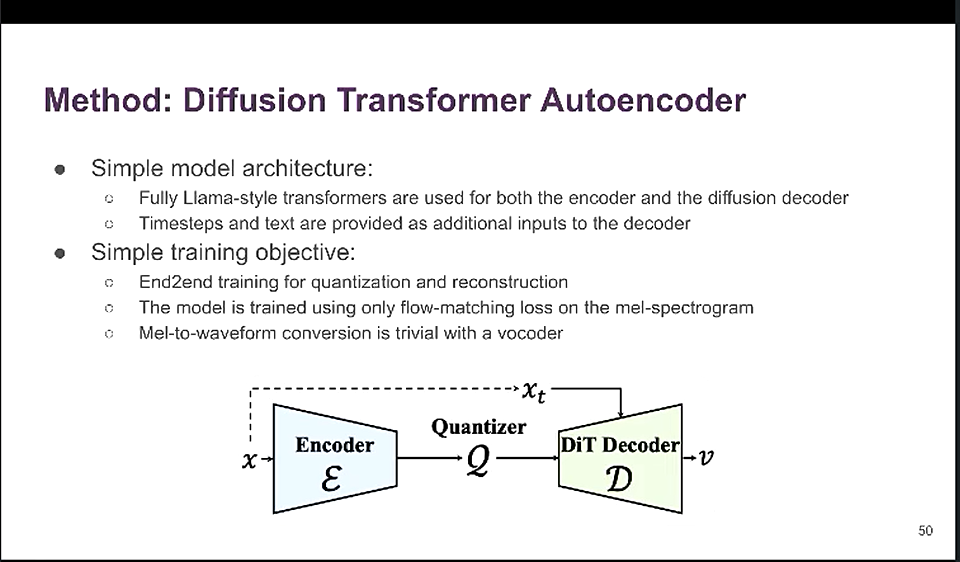 Method: Diffusion Transformer Autoencoder
● Simple model architecture:
○ Fully Llama-style transformers are used for both the encoder and the diffusion decoder
○ Timesteps and text are provided as additional inputs to the decoder
● Simple training objective:
○ End2end training for quantization and reconstruction
○ The model is trained using only flow-matching loss on the mel-spectrogram
○ Mel-to-waveform conversion is trivial with a vocoder
x_t
Quantizer
Encoder
DiT Decoder
x
Q
v
ℰ
𝒟
50